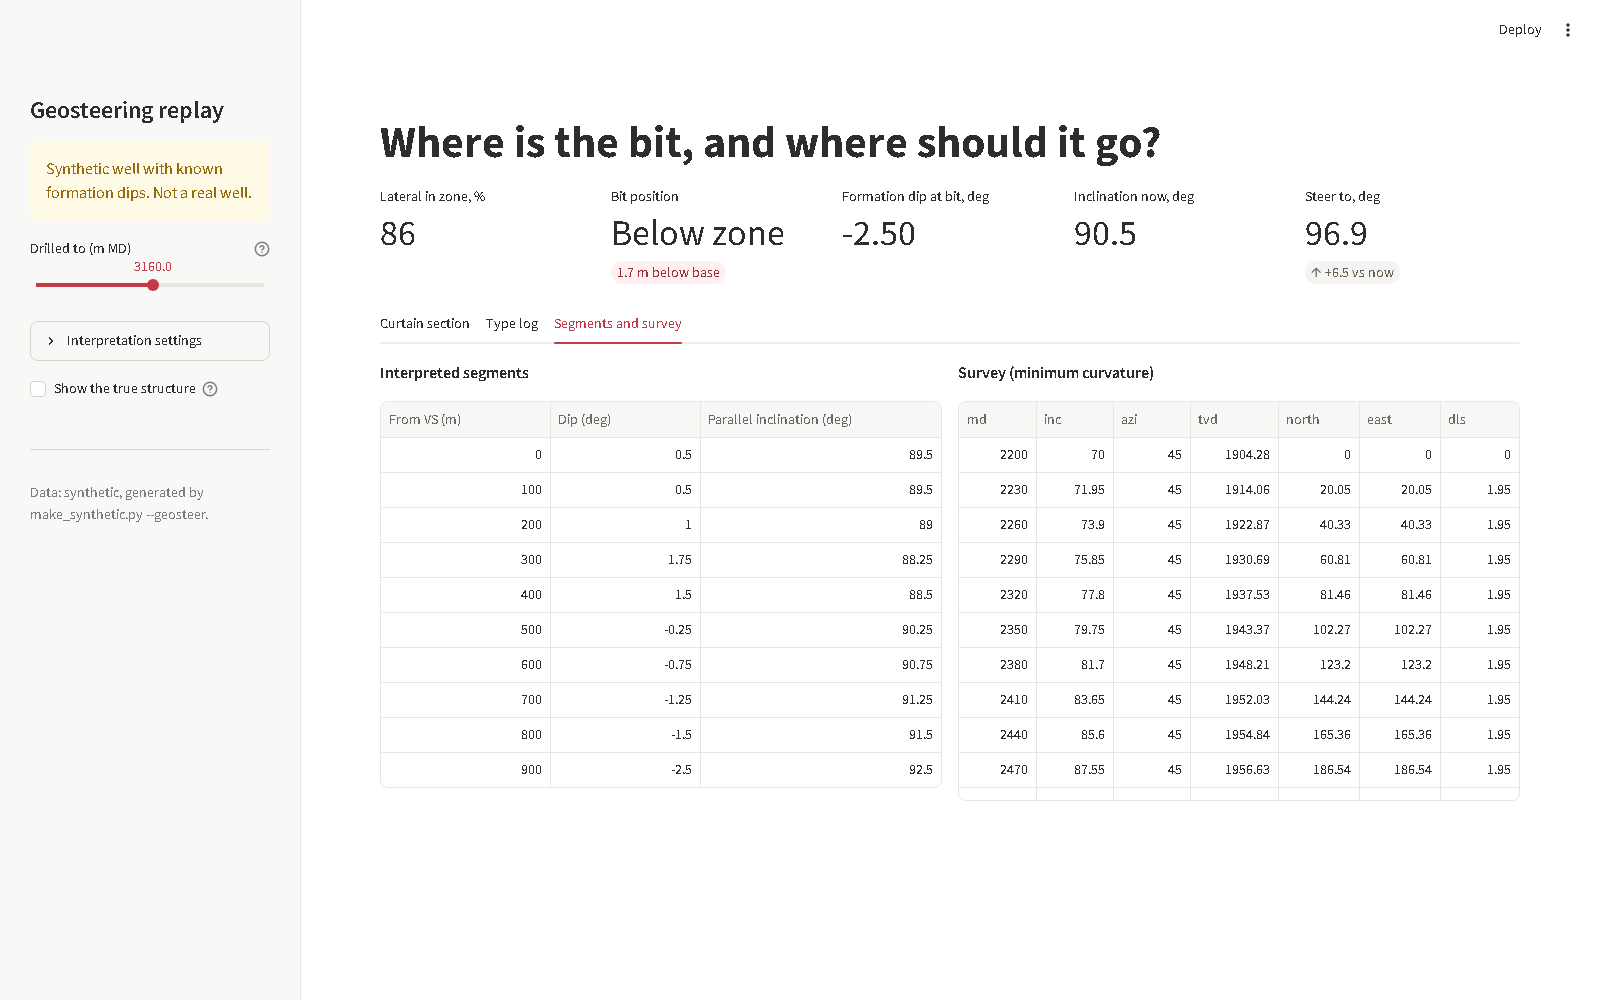 Deploy
Geosteering replay
Synthetic well with known
formation dips. Not a real well.
Drilled to (m MD)
3160.0
Interpretation settings
Show the true structure
Data: synthetic, generated by
make_synthetic.py --geosteer.
Where is the bit, and where should it go?
Lateral in zone, % Bit position Formation dip at bit, deg Inclination now, deg Steer to, deg
86 Below zone -2.50 90.5 96.9
1.7 m below base ↑ +6.5 vs now
Curtain section Type log Segments and survey
Interpreted segments
From VS (m) Dip (deg) Parallel inclination (deg)
0 0.5 89.5
100 0.5 89.5
200 1 89
300 1.75 88.25
400 1.5 88.5
500 -0.25 90.25
600 -0.75 90.75
700 -1.25 91.25
800 -1.5 91.5
900 -2.5 92.5
Survey (minimum curvature)
md inc azi tvd north east dls
2200 70 45 1904.28 0 0 0
2230 71.95 45 1914.06 20.05 20.05 1.95
2260 73.9 45 1922.87 40.33 40.33 1.95
2290 75.85 45 1930.69 60.81 60.81 1.95
2320 77.8 45 1937.53 81.46 81.46 1.95
2350 79.75 45 1943.37 102.27 102.27 1.95
2380 81.7 45 1948.21 123.2 123.2 1.95
2410 83.65 45 1952.03 144.24 144.24 1.95
2440 85.6 45 1954.84 165.36 165.36 1.95
2470 87.55 45 1956.63 186.54 186.54 1.95